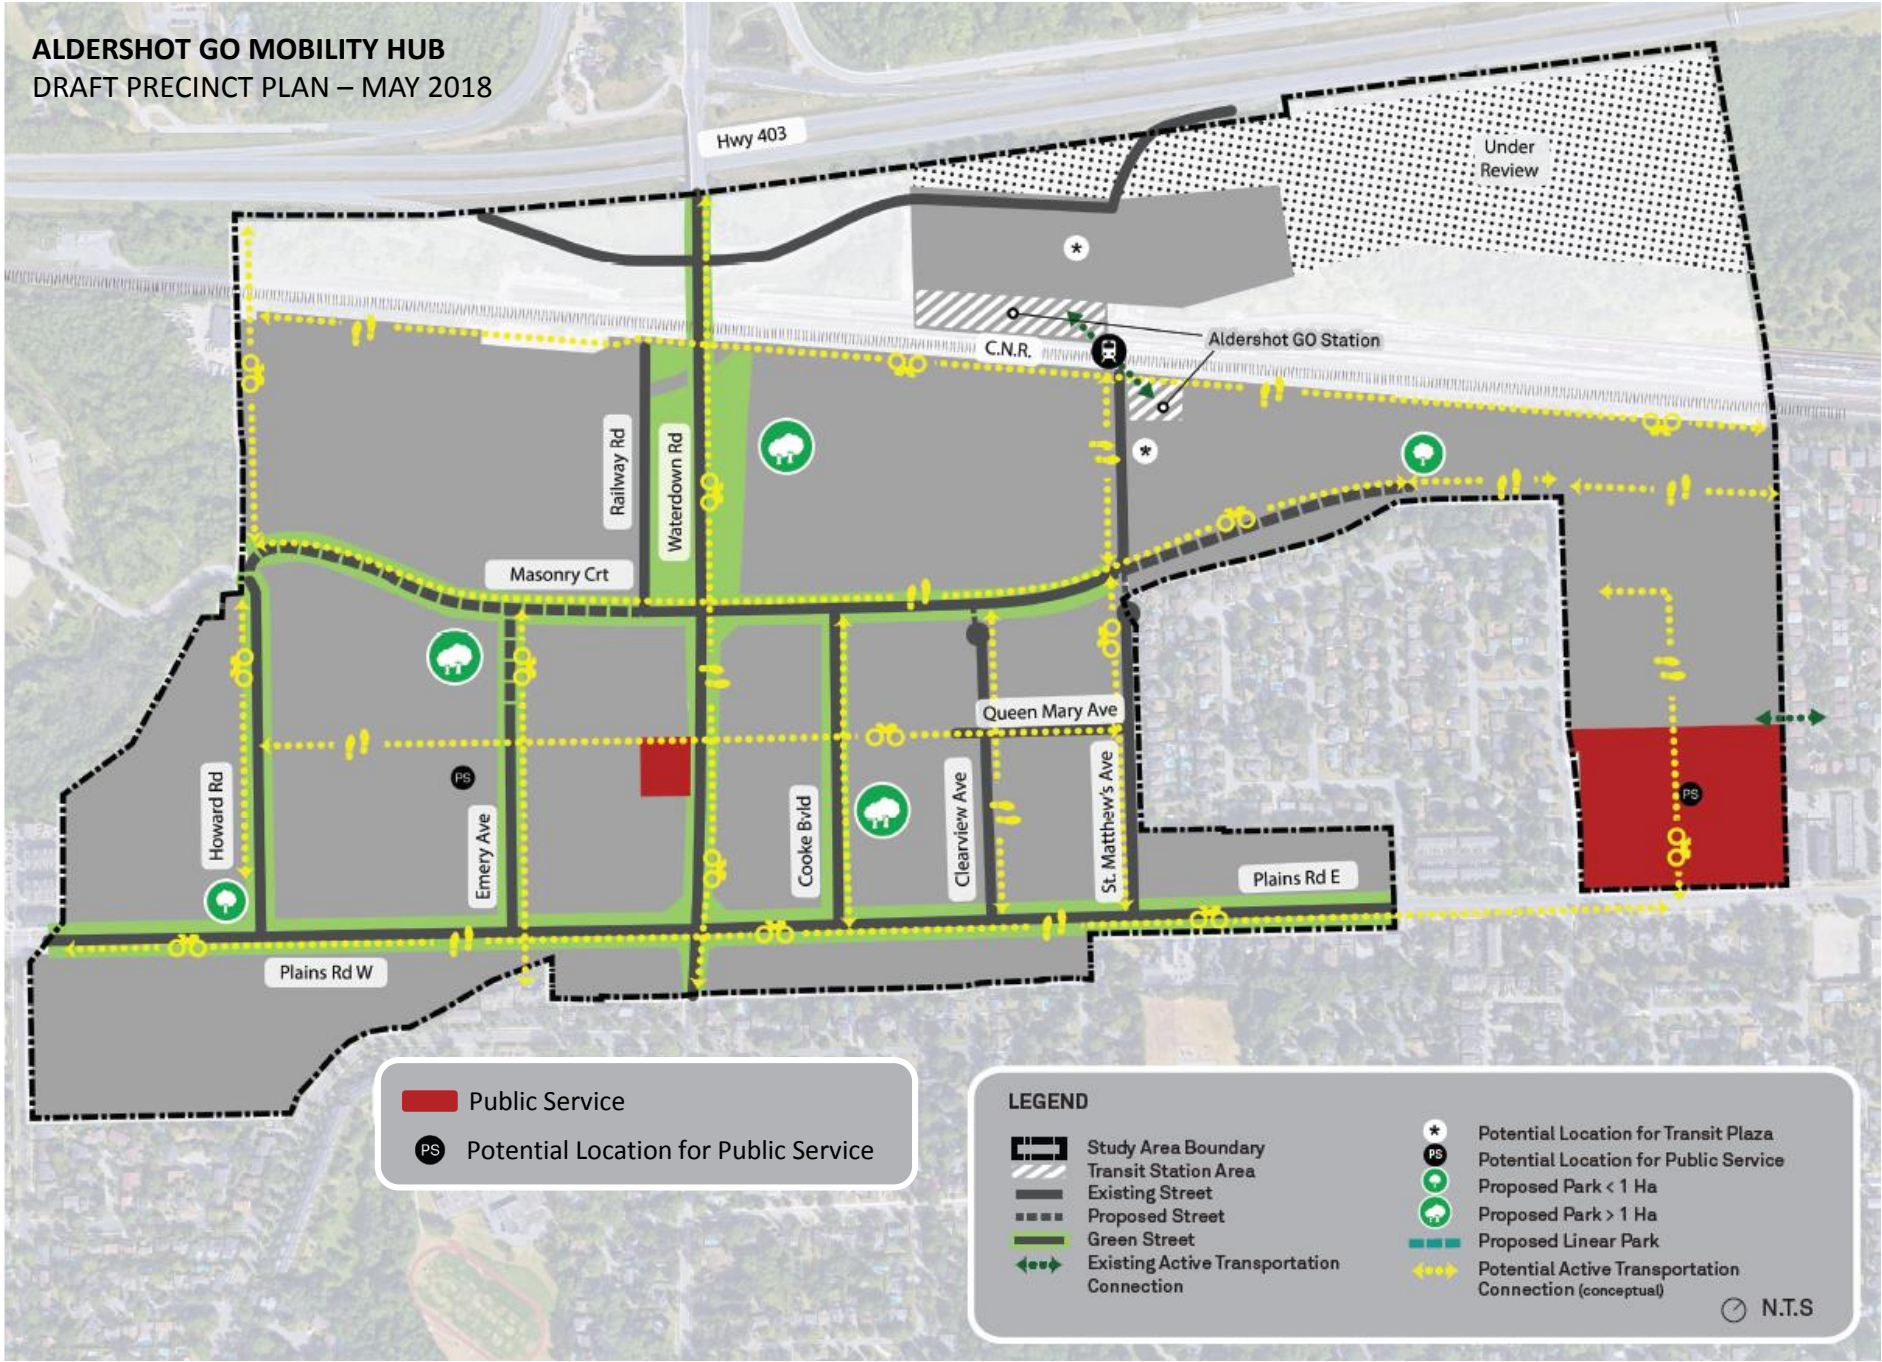 ALDERSHOT GO MOBILITY HUB
DRAFT PRECINCT PLAN – MAY 2018
Hwy 403
Under
Review
*
Aldershot GO Station
C.N.R.
*
Railway Rd
Waterdown Rd
Masonry Crt
Queen Mary Ave
Howard Rd
PS
Emery Ave
Cooke Bvld
Clearview Ave
St. Matthew's Ave
PS
Plains Rd E
Plains Rd W
Public Service
PS Potential Location for Public Service
LEGEND
Study Area Boundary
Transit Station Area
Existing Street
Proposed Street
Green Street
Existing Active Transportation
Connection
* Potential Location for Transit Plaza
PS Potential Location for Public Service
Proposed Park < 1 Ha
Proposed Park > 1 Ha
Proposed Linear Park
Potential Active Transportation
Connection (conceptual)
N.T.S